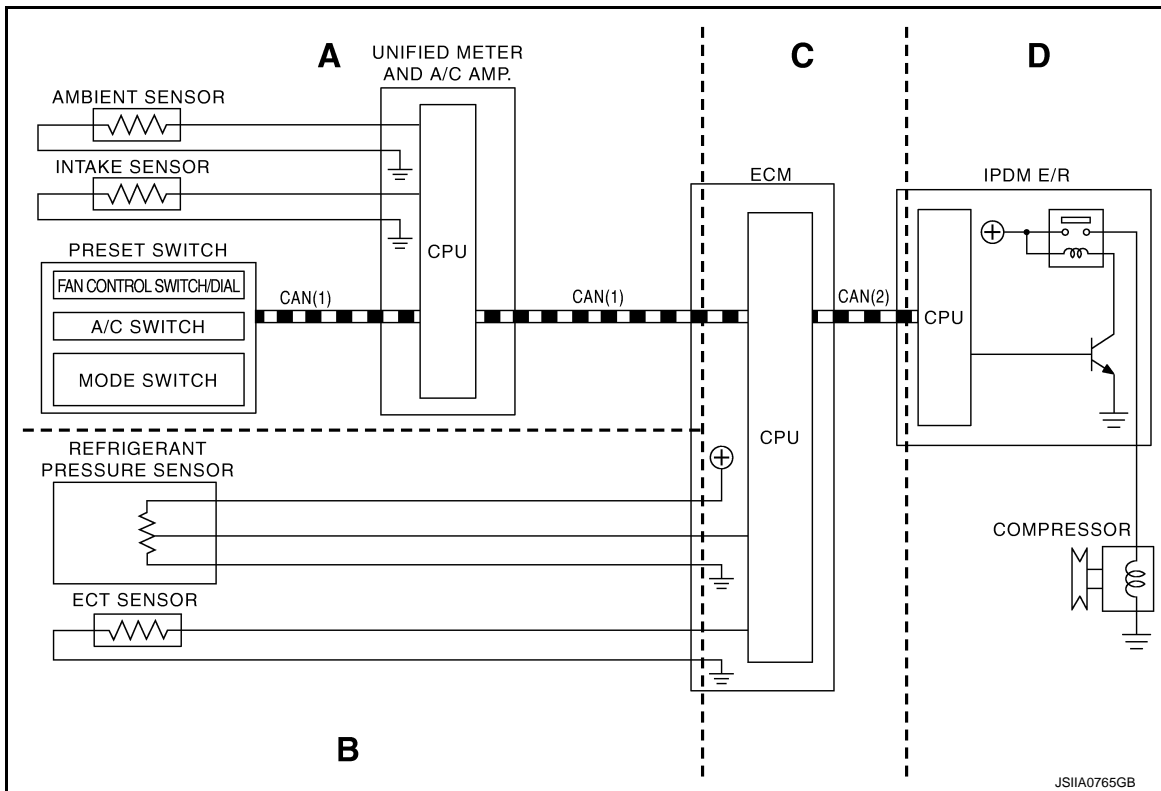 A
C
D
UNIFIED METER
AND A/C AMP.
AMBIENT SENSOR
INTAKE SENSOR
CPU
PRESET SWITCH
FAN CONTROL SWITCH/DIAL
A/C SWITCH
MODE SWITCH
CAN(1)
CAN(1)
ECM
CPU
CAN(2)
IPDM E/R
CPU
REFRIGERANT
PRESSURE SENSOR
ECT SENSOR
COMPRESSOR
B
JSIIA0765GB